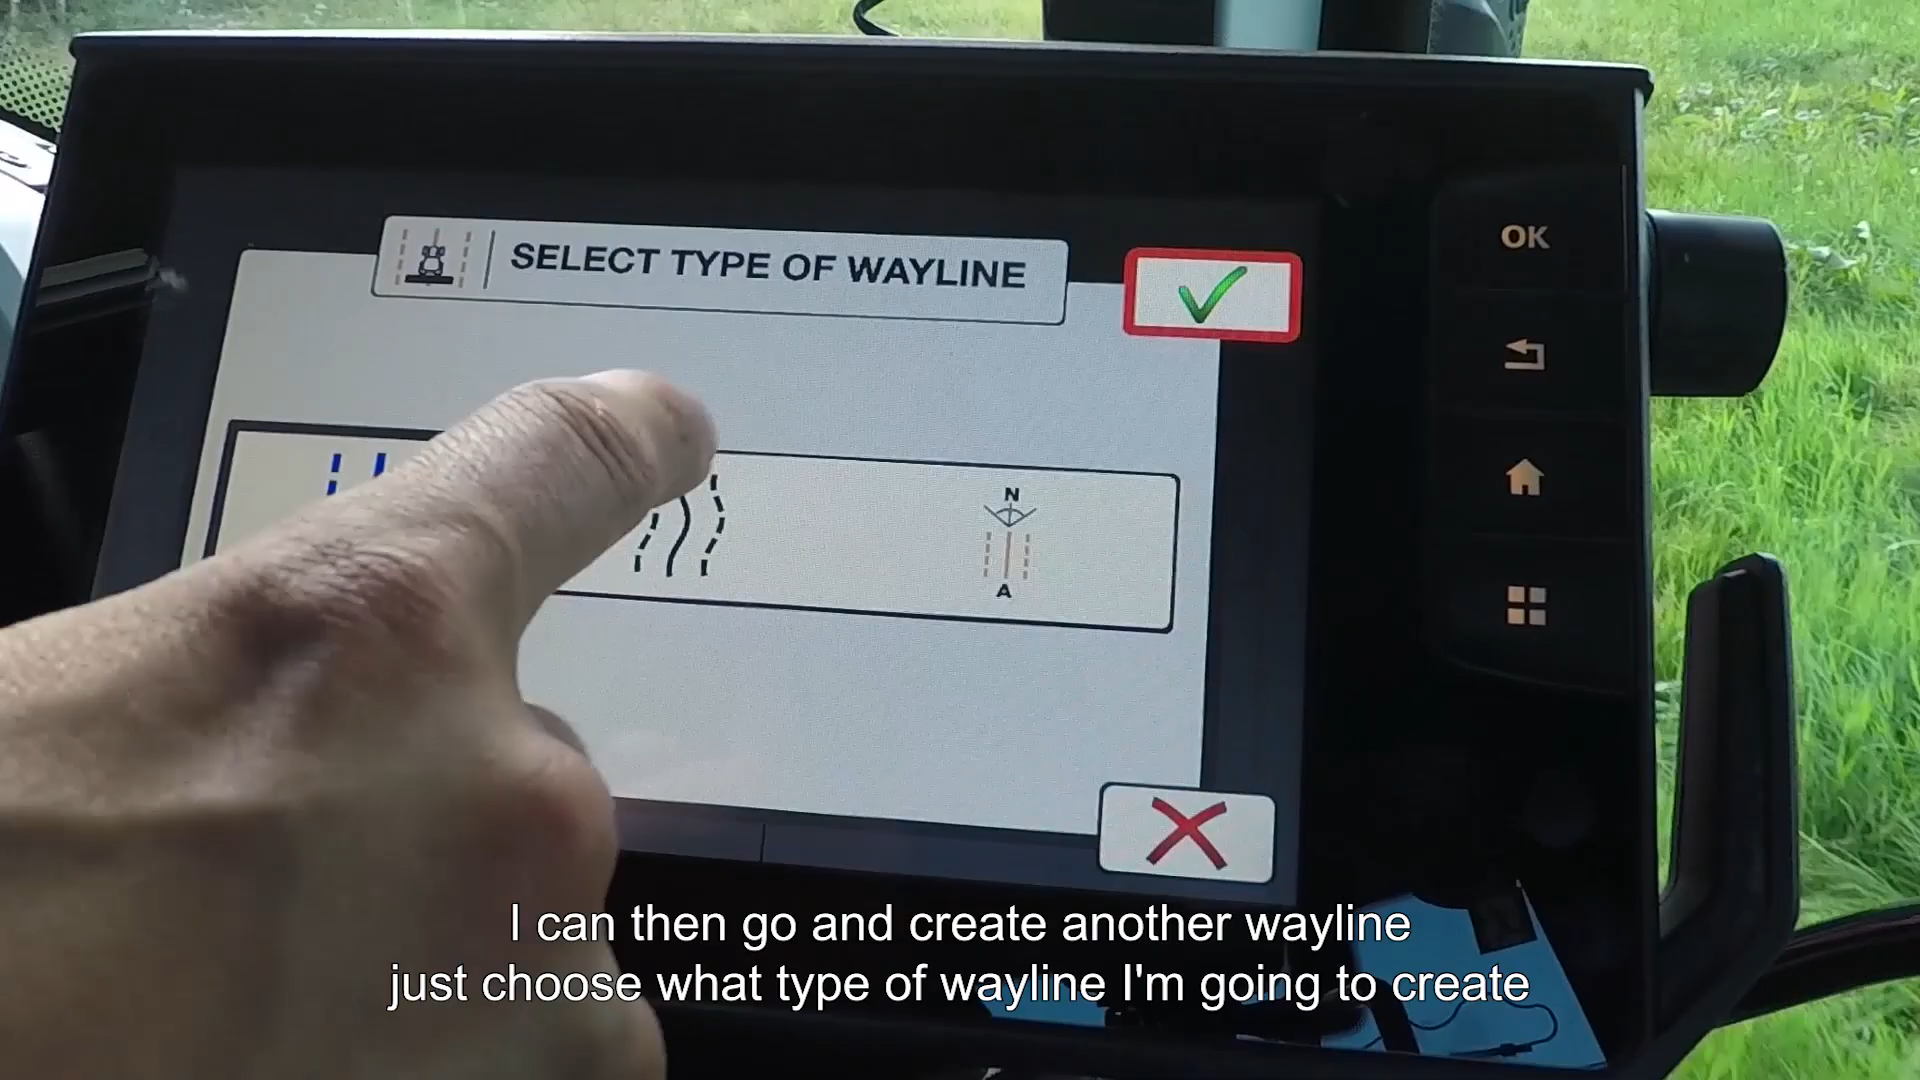 SELECT TYPE OF WAYLINE
OK
N
A
I can then go and create another wayline
just choose what type of wayline I'm going to create